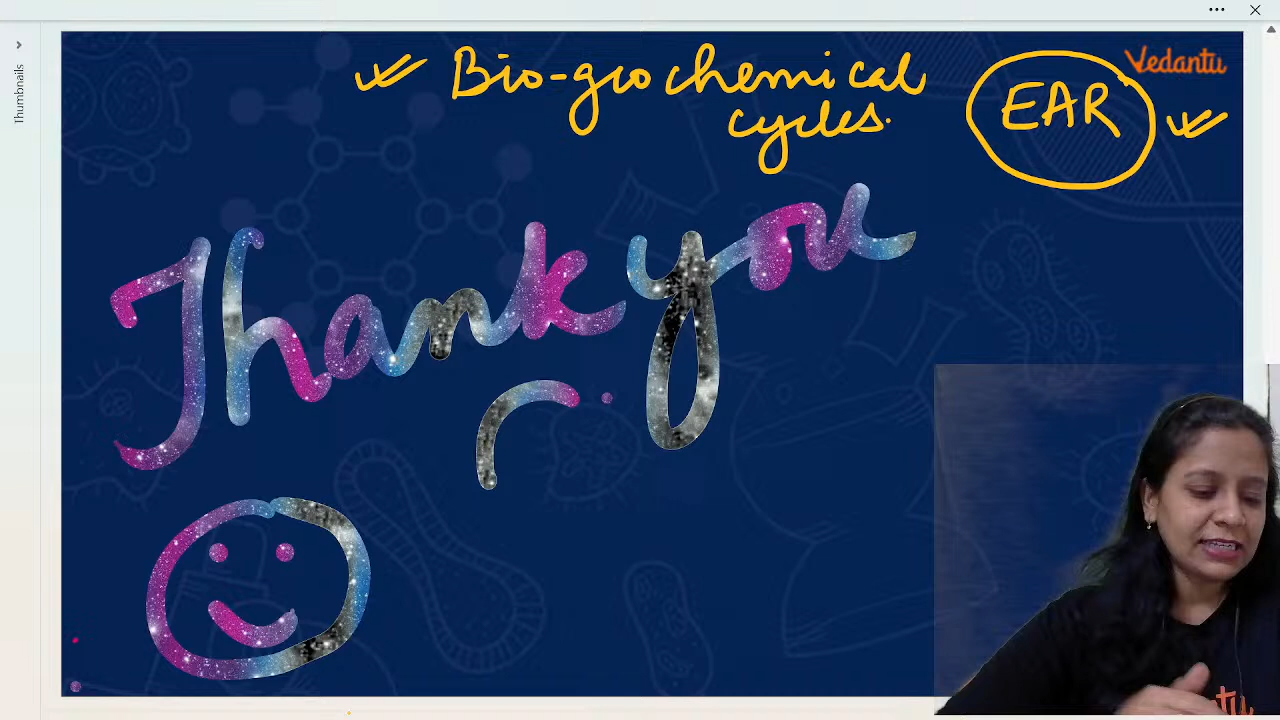 Bio-geo chemical
cycles.
EAR
Vedantu
Thank you
Thumbnails